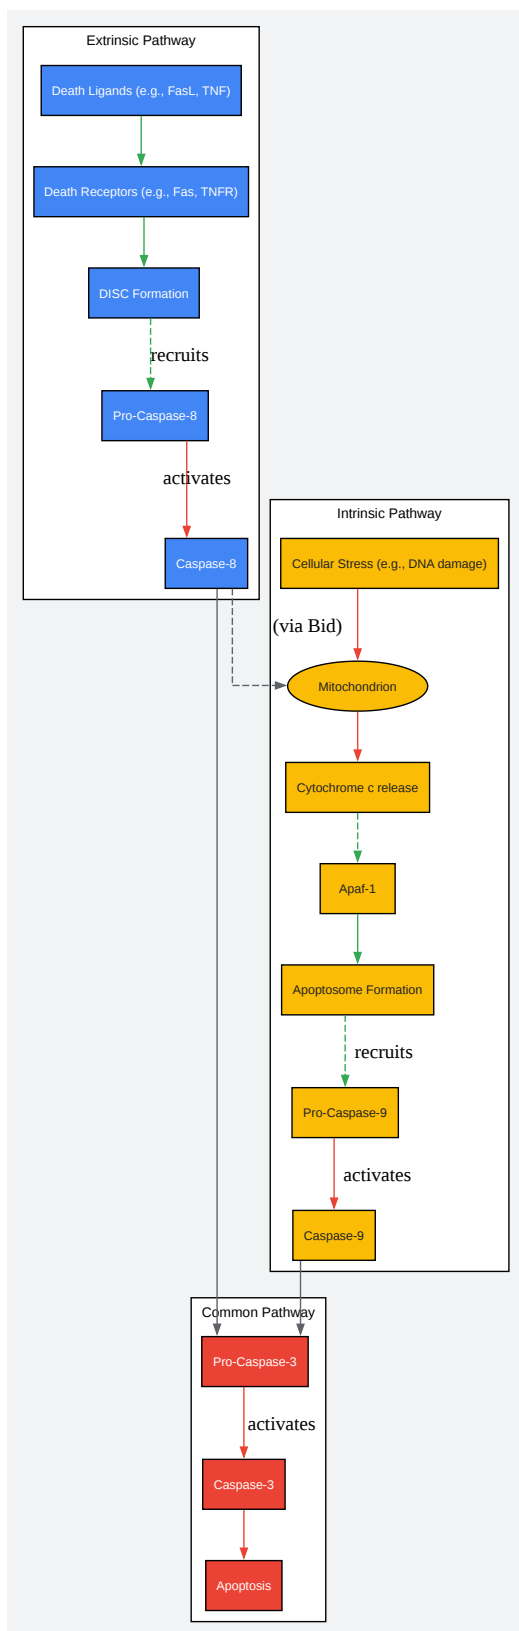 Extrinsic Pathway
Death Ligands (e.g., FasL, TNF)
Death Receptors (e.g., Fas, TNFR)
DISC Formation
recruits
Pro-Caspase-8
activates
Caspase-8
Intrinsic Pathway
Cellular Stress (e.g., DNA damage)
(via Bid)
Mitochondrion
Cytochrome c release
Apaf-1
Apoptosome Formation
recruits
Pro-Caspase-9
activates
Caspase-9
Common Pathway
Pro-Caspase-3
activates
Caspase-3
Apoptosis